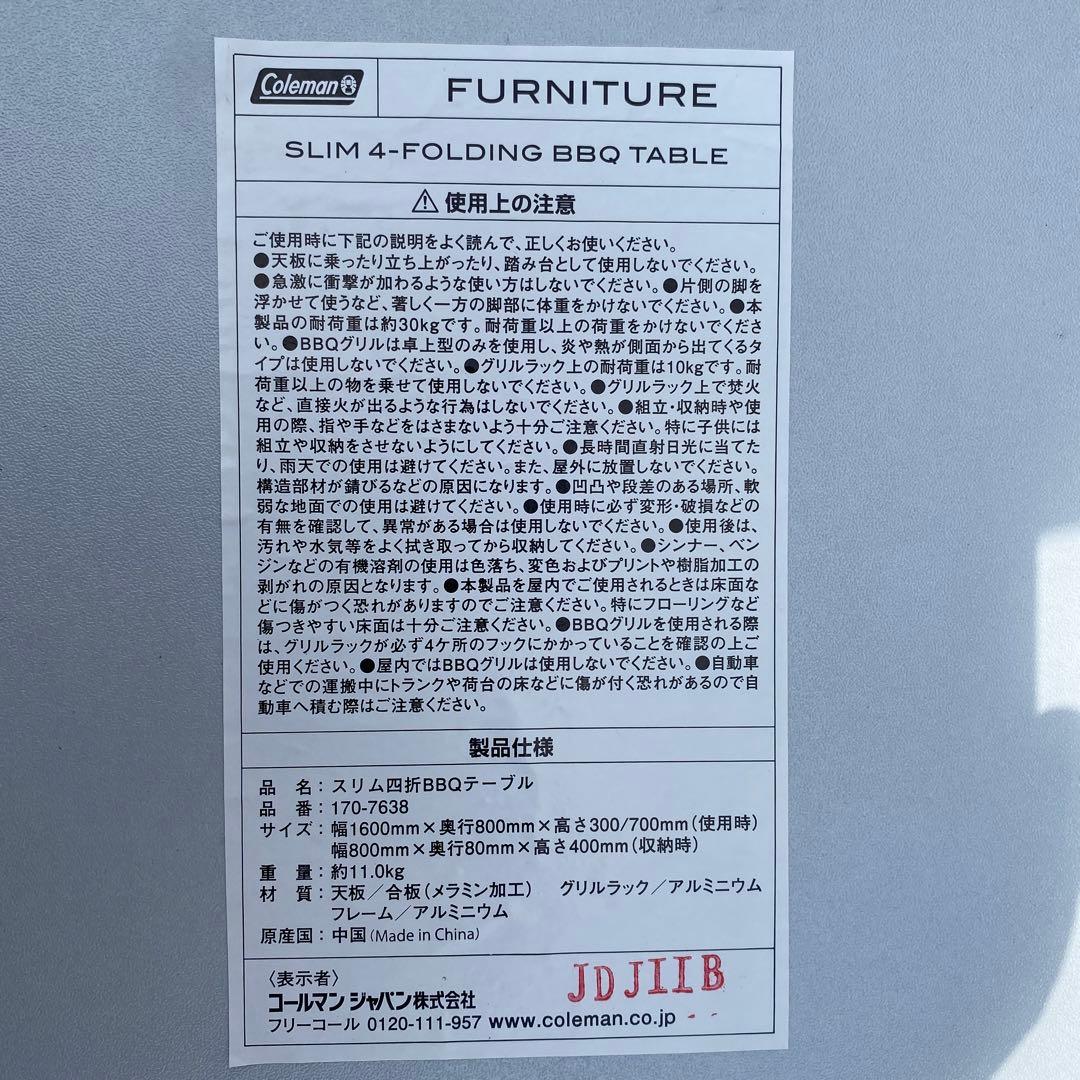 Coleman
FURNITURE
SLIM 4-FOLDING BBQ TABLE
⚠使用上の注意
ご使用時に下記の説明をよく読んで、正しくお使いください。
●天板に乗ったり立ち上がったり、踏み台として使用しないでください。
●急激に衝撃が加わるような使い方はしないでください。●片側の脚を
浮かせて使うなど、著しく一方の脚部に体重をかけないでください。●本
製品の耐荷重は約30kgです。耐荷重以上の荷重をかけないでくださ
い。●BBQグリルは卓上型のみを使用し、炎や熱が側面から出てくるタ
イプは使用しないでください。●グリルラック上の耐荷重は10kgです。耐
荷重以上の物を乗せて使用しないでください。●グリルラック上で焚火
など、直接火が出るような行為はしないでください。●組立・収納時や使
用の際、指や手などをはさまないよう十分ご注意ください。特に子供には
組立や収納をさせないようにしてください。●長時間直射日光に当てた
り、雨天での使用は避けてください。また、屋外に放置しないでください。
構造部材が錆びるなどの原因になります。●凹凸や段差のある場所、軟
弱な地面での使用は避けてください。●使用時に必ず変形・破損などの
有無を確認して、異常がある場合は使用しないでください。●使用後は、
汚れや水気等をよく拭き取ってから収納してください。●シンナー、ベン
ジンなどの有機溶剤の使用は色落ち、変色およびプリントや樹脂加工の
剥がれの原因となります。●本製品を屋内でご使用されるときは床面な
どに傷がつく恐れがありますのでご注意ください。特にフローリングなど
傷つきやすい床面は十分ご注意ください。●BBQグリルを使用される際
は、グリルラックが必ず4ケ所のフックにかかっていることを確認の上ご
使用ください。●屋内ではBBQグリルは使用しないでください。●自動車
などでの運搬中にトランクや荷台の床などに傷が付く恐れがあるので自
動車へ積む際はご注意ください。
製品仕様
品 名：スリム四折BBQテーブル
品 番：170-7638
サイズ：幅1600mm×奥行800mm×高さ300/700mm（使用時）
幅800mm×奥行80mm×高さ400mm（収納時）
重 量：約11.0kg
材 質：天板／合板（メラミン加工） グリルラック／アルミニウム
フレーム／アルミニウム
原産国：中国(Made in China)
〈表示者〉
JDJIIB
コールマン ジャパン株式会社
フリーコール 0120-111-957 www.coleman.co.jp